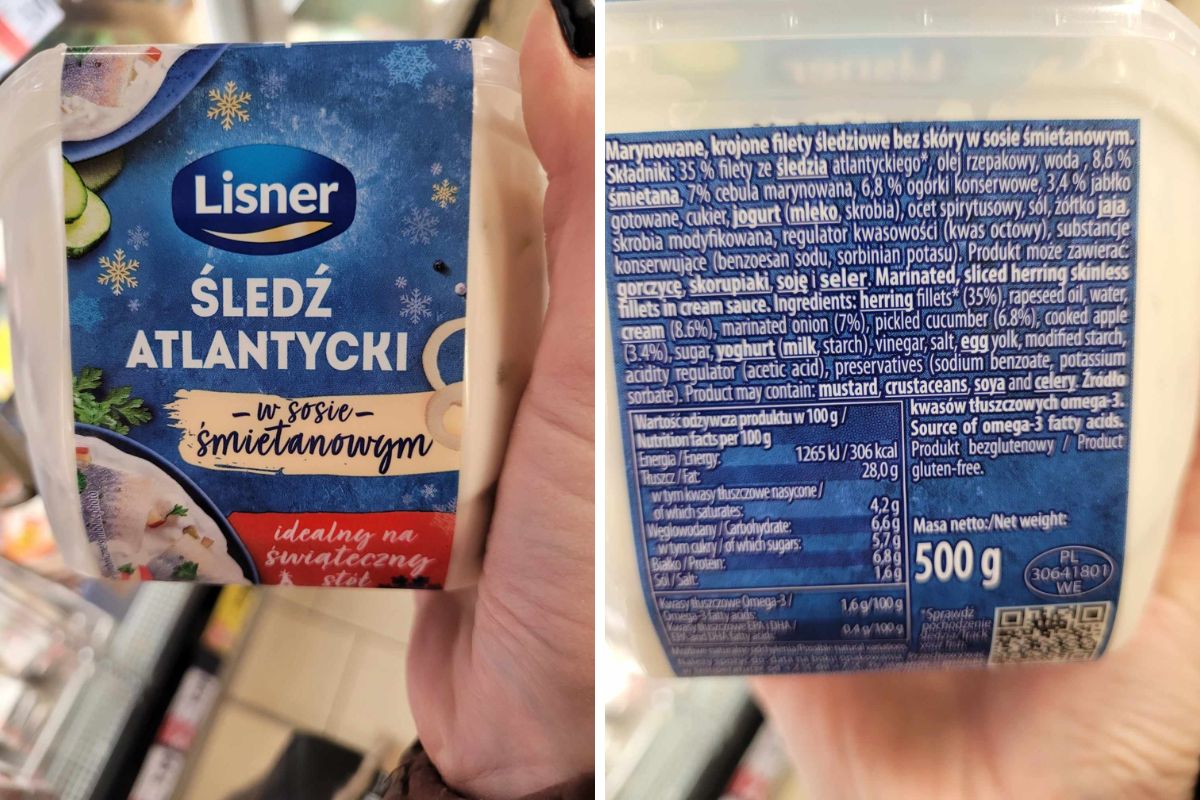 Lisner
ŚLEDŹ
ATLANTYCKI
– w sosie –
śmietanowym
idealny na
świąteczny
stół
Marynowane, krojone filety śledziowe bez skóry w sosie śmietanowym.
Składniki: 35 % filety ze śledzia atlantyckiego*, olej rzepakowy, woda, 8,6 %
śmietana, 7% cebula marynowana, 6,8 % ogórki konserwowe, 3,4 % jabłko
gotowane, cukier, jogurt (mleko, skrobia), ocet spirytusowy, sól, żółtko jaja,
skrobia modyfikowana, regulator kwasowości (kwas octowy), substancje
konserwujące (benzoesan sodu, sorbinian potasu). Produkt może zawierać:
gorczycę, skorupiaki, soję i seler. Marinated, sliced herring skinless
fillets in cream sauce. Ingredients: herring fillets* (35%), rapeseed oil, water,
cream (8.6%), marinated onion (7%), pickled cucumber (6.8%), cooked apple
(3.4%), sugar, yoghurt (milk, starch), vinegar, salt, egg yolk, modified starch,
acidity regulator (acetic acid), preservatives (sodium benzoate, potassium
sorbate). Product may contain: mustard, crustaceans, soya and celery. Źródło
kwasów tłuszczowych omega-3.
Source of omega-3 fatty acids.
Produkt bezglutenowy / Product
gluten-free.
Wartość odżywcza produktu w 100 g /
Nutrition facts per 100 g
Energia / Energy: 1265 kJ / 306 kcal
Tłuszcz / Fat: 28,0 g
w tym kwasy tłuszczowe nasycone /
of which saturates: 4,2 g
Węglowodany / Carbohydrate: 6,6 g
w tym cukry / of which sugars: 5,7 g
Białko / Protein: 6,8 g
Sól / Salt: 1,6 g
Kwasy tłuszczowe Omega-3 /
Omega-3 fatty acids: 1,6 g/100 g
Kwasy tłuszczowe EPA i DHA /
EPA and DHA fatty acids: 0,4 g/100 g
Masa netto:/Net weight:
500 g
PL
30641801
WE
*Sprawdź
pochodzenie